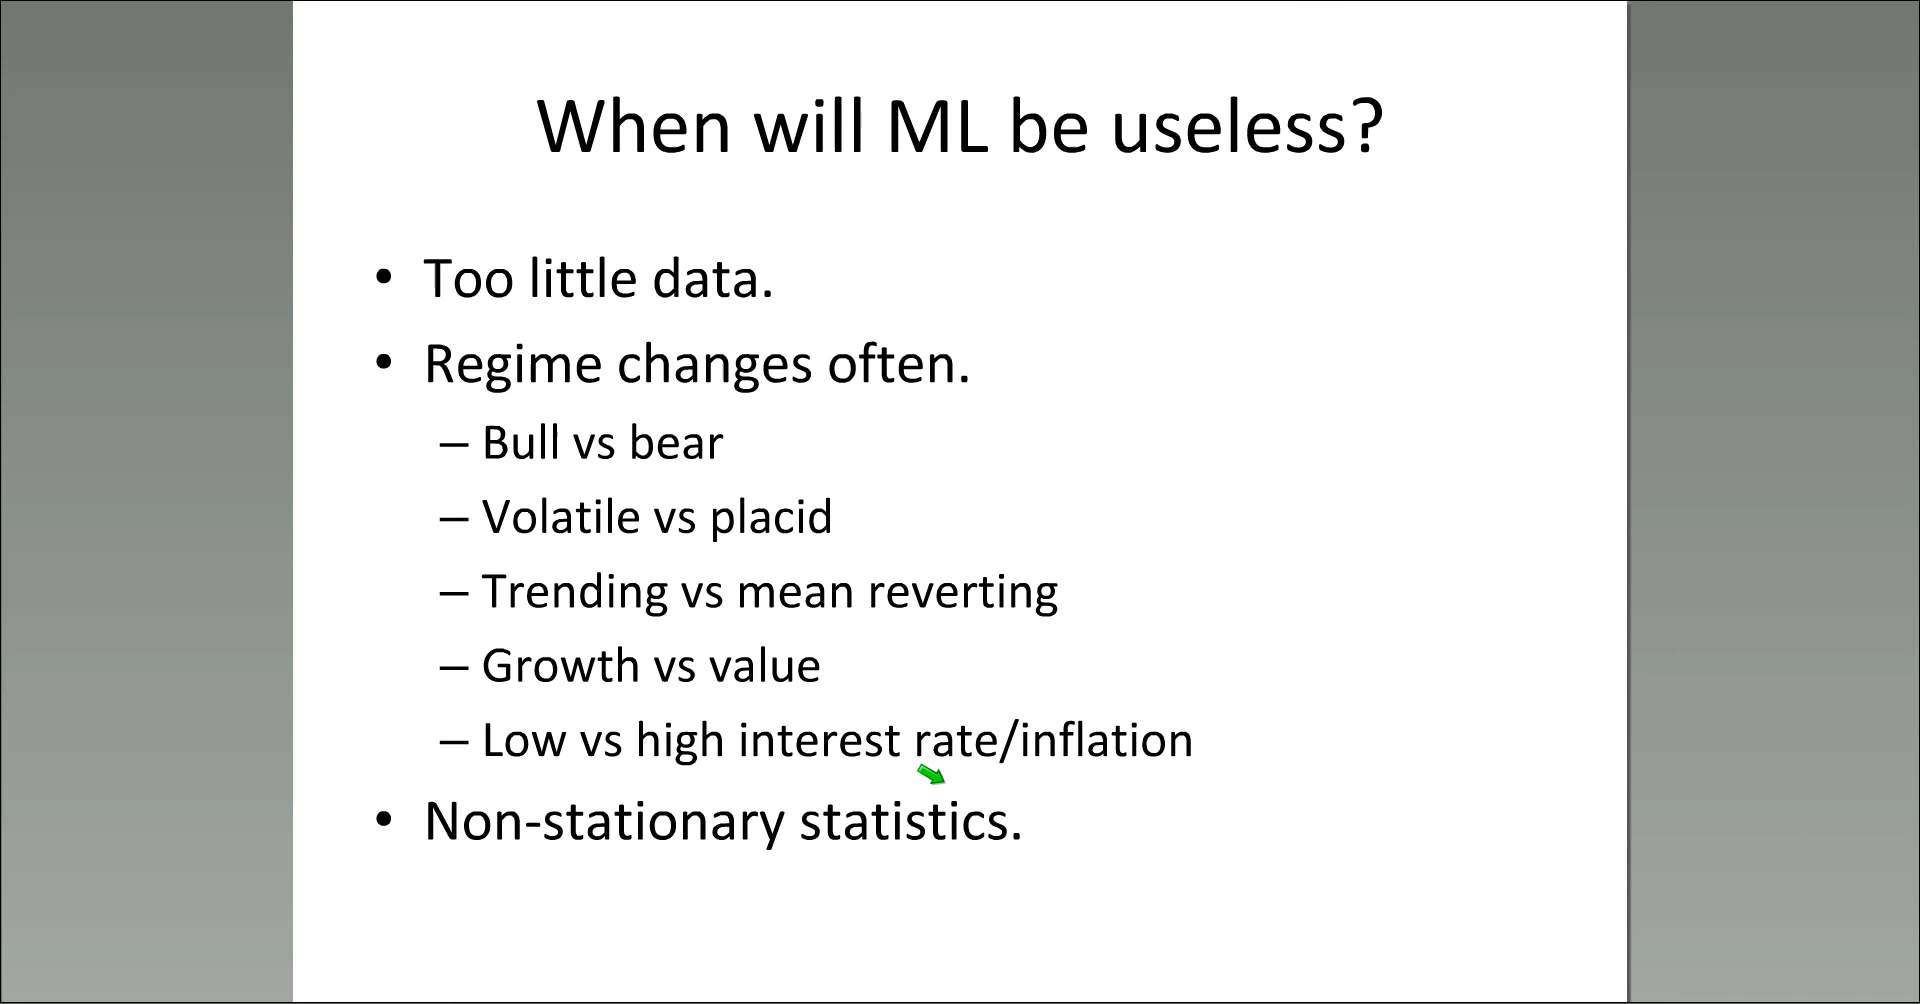 When will ML be useless?
• Too little data.
• Regime changes often.
– Bull vs bear
– Volatile vs placid
– Trending vs mean reverting
– Growth vs value
– Low vs high interest rate/inflation
• Non-stationary statistics.